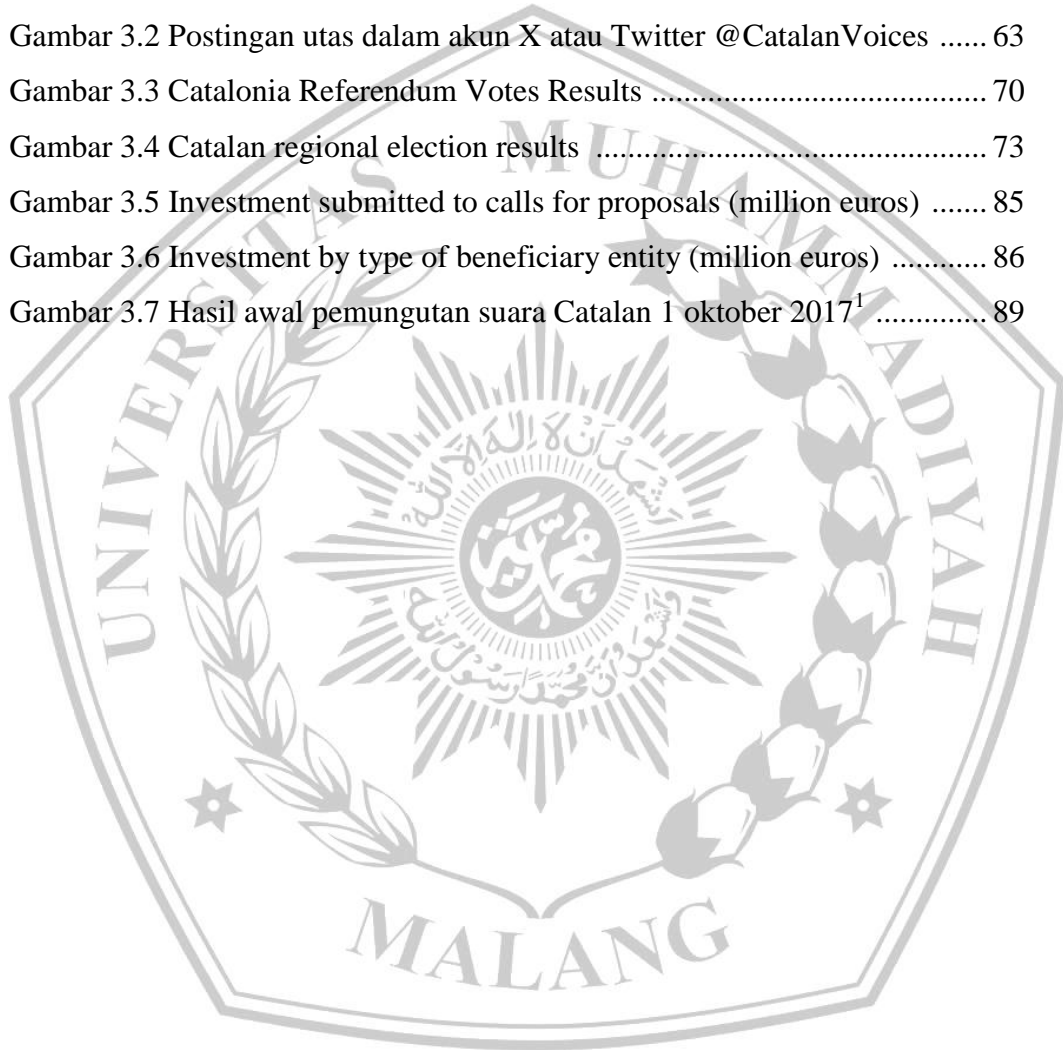 Gambar 3.2 Postingan utas dalam akun X atau Twitter @CatalanVoices ...... 63
Gambar 3.3 Catalonia Referendum Votes Results ....................................... 70
Gambar 3.4 Catalan regional election results .............................................. 73
Gambar 3.5 Investment submitted to calls for proposals (million euros) ....... 85
Gambar 3.6 Investment by type of beneficiary entity (million euros) ............ 86
Gambar 3.7 Hasil awal pemungutan suara Catalan 1 oktober 2017¹ .............. 89
UNIVERSITAS MUHAMMADIYAH
MALANG